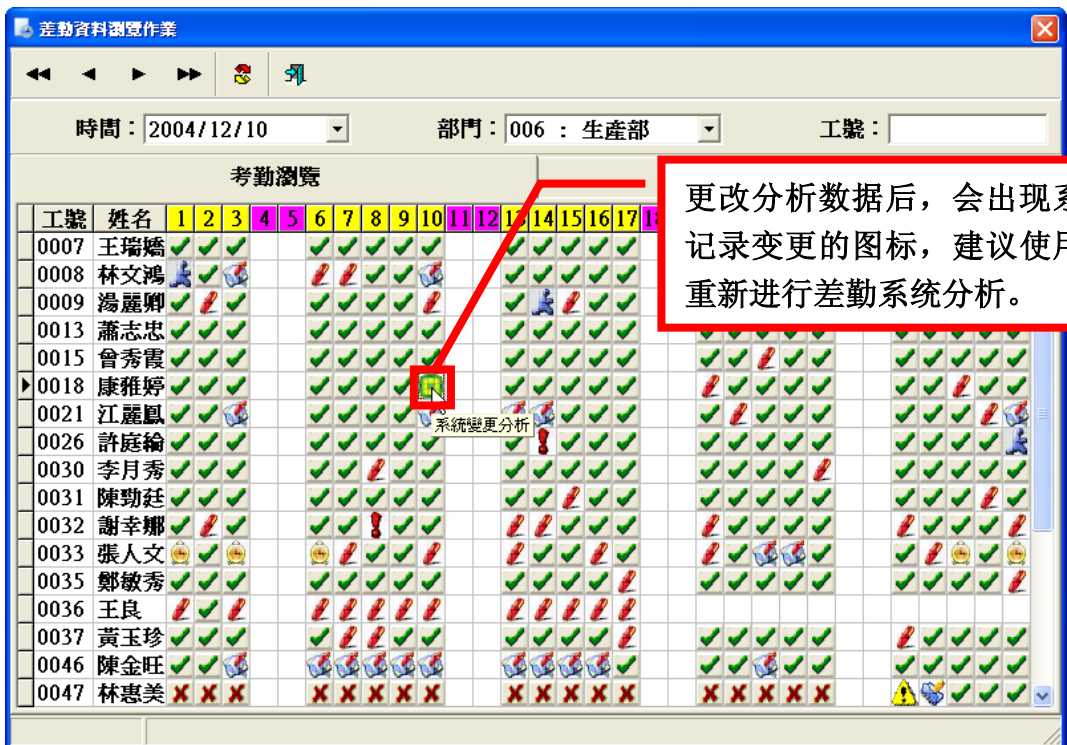 差勤資料瀏覽作業
時間：2004/12/10 部門：006 : 生產部 工號：
考勤瀏覽
更改分析数据后，会出现系
记录变更的图标，建议使用
重新进行差勤系统分析。
工號 姓名 1 2 3 4 5 6 7 8 9 10 11 12 13 14 15 16 17 18
0007 王瑞嬌
0008 林文鴻
0009 湯麗卿
0013 蕭志忠
0015 曾秀霞
0018 康雅婷
0021 江麗鳳
系統變更分析
0026 許庭綸
0030 李月秀
0031 陳勁廷
0032 謝幸娜
0033 張人文
0035 鄭敏秀
0036 王良
0037 黃玉珍
0046 陳金旺
0047 林惠美